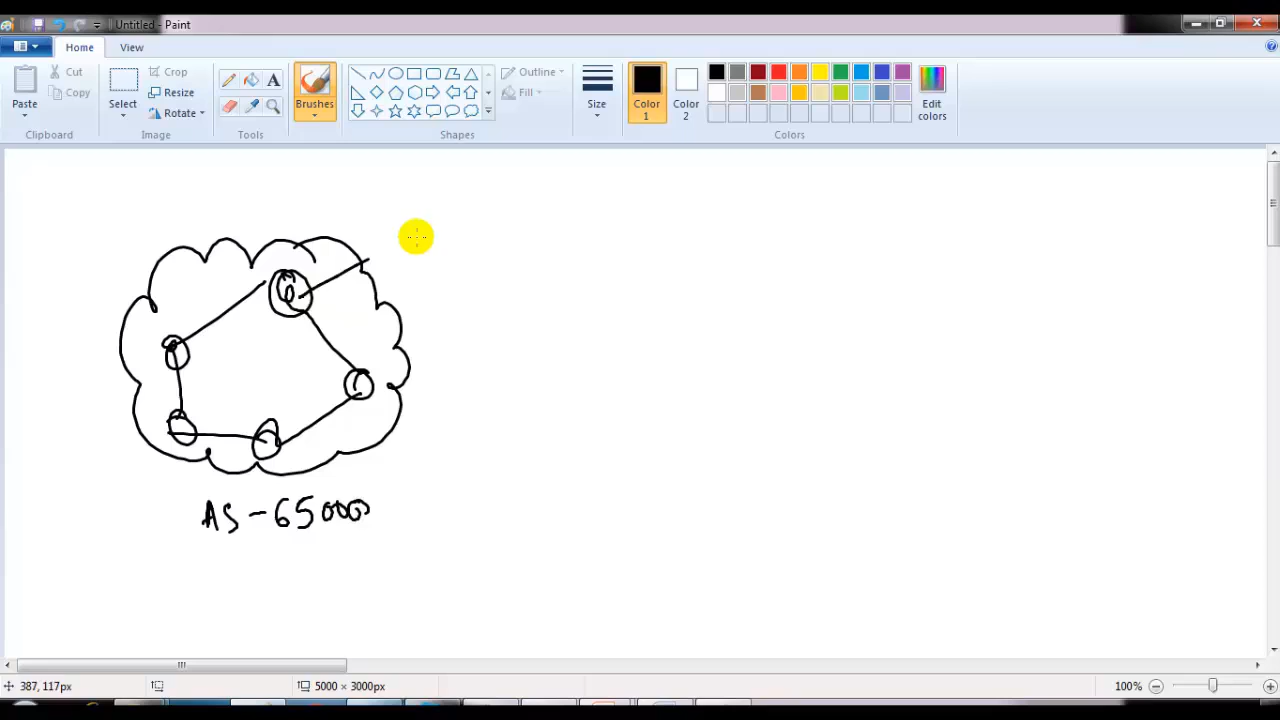 Untitled - Paint
Home View
Paste
Cut
Copy
Clipboard
Select
Crop
Resize
Rotate
Image
A
Tools
Brushes
Outline
Fill
Shapes
Size
Color 1
Color 2
Edit colors
Colors
AS - 65000
387, 117px
5000 × 3000px
100%